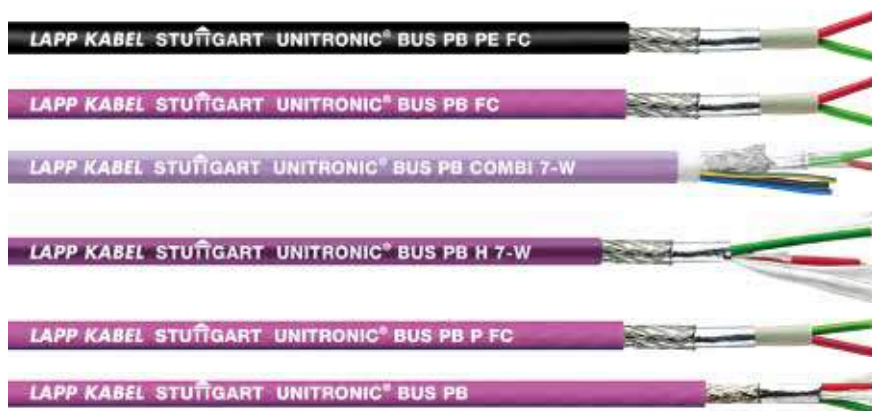 LAPP KABEL STUTTGART UNITRONIC® BUS PB PE FC
LAPP KABEL STUTTGART UNITRONIC® BUS PB FC
LAPP KABEL STUTTGART UNITRONIC® BUS PB COMBI 7-W
LAPP KABEL STUTTGART UNITRONIC® BUS PB H 7-W
LAPP KABEL STUTTGART UNITRONIC® BUS PB P FC
LAPP KABEL STUTTGART UNITRONIC® BUS PB